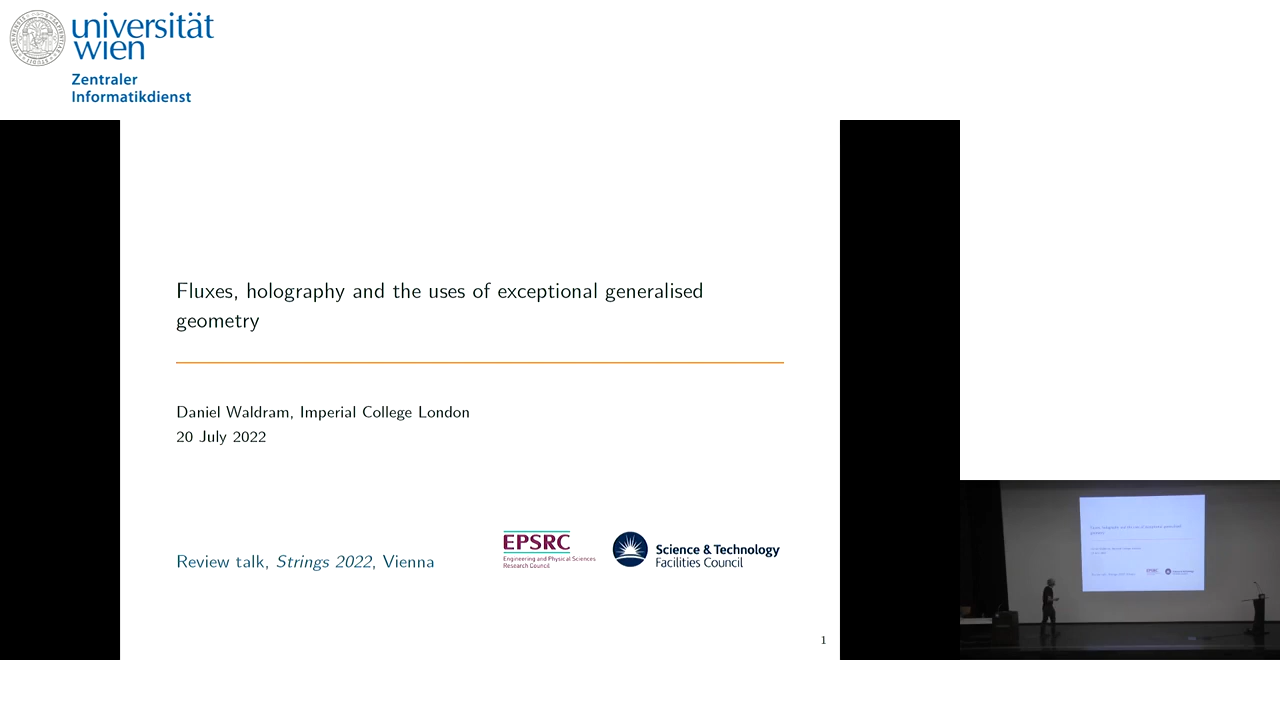 universität
wien
Zentraler
Informatikdienst
Fluxes, holography and the uses of exceptional generalised
geometry
Daniel Waldram, Imperial College London
20 July 2022
Review talk, Strings 2022, Vienna
EPSRC
Engineering and Physical Sciences
Research Council
Science & Technology
Facilities Council
1